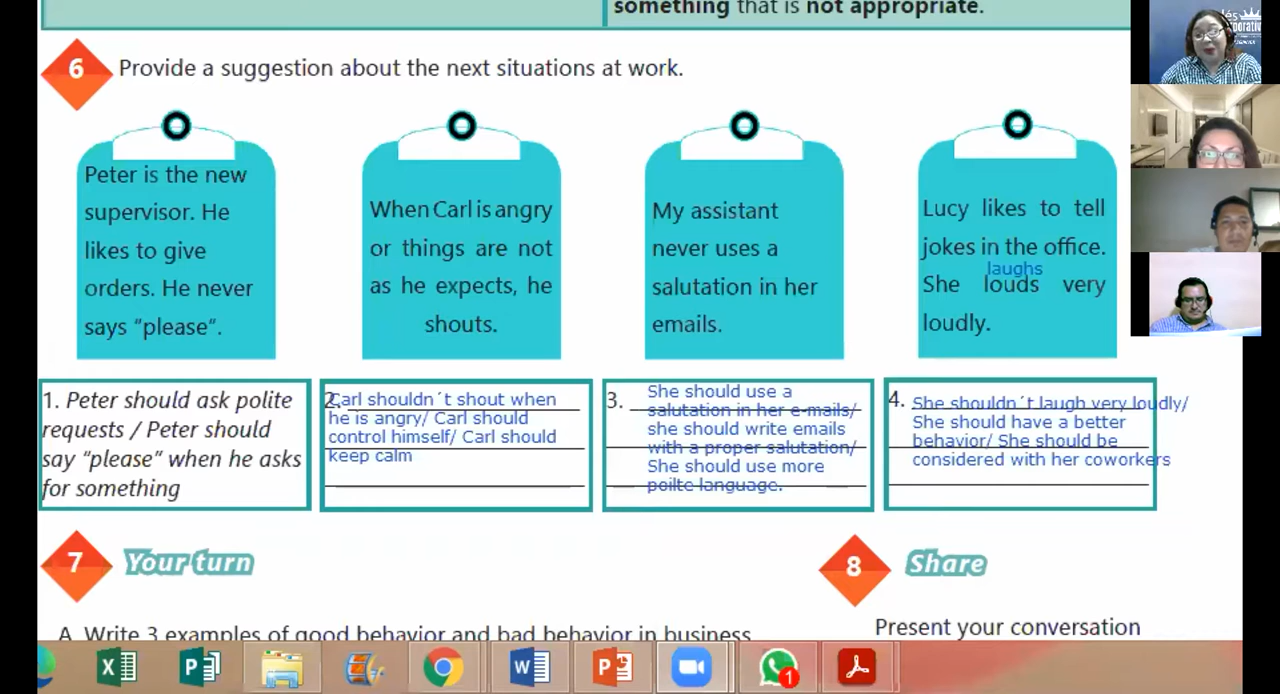 something that is not appropriate.
6 Provide a suggestion about the next situations at work.
Peter is the new
supervisor. He
likes to give
orders. He never
says “please”.
When Carl is angry
or things are not
as he expects, he
shouts.
My assistant
never uses a
salutation in her
emails.
Lucy likes to tell
jokes in the office.
laughs
She louds very
loudly.
1. Peter should ask polite
requests / Peter should
say “please” when he asks
for something
2. Carl shouldn´t shout when
he is angry/ Carl should
control himself/ Carl should
keep calm
3. She should use a
salutation in her e-mails/
she should write emails
with a proper salutation/
She should use more
poilte language.
4. She shouldn´t laugh very loudly/
She should have a better
behavior/ She should be
considered with her coworkers
7 Your turn
A. Write 3 examples of good behavior and bad behavior in business
8 Share
Present your conversation
1